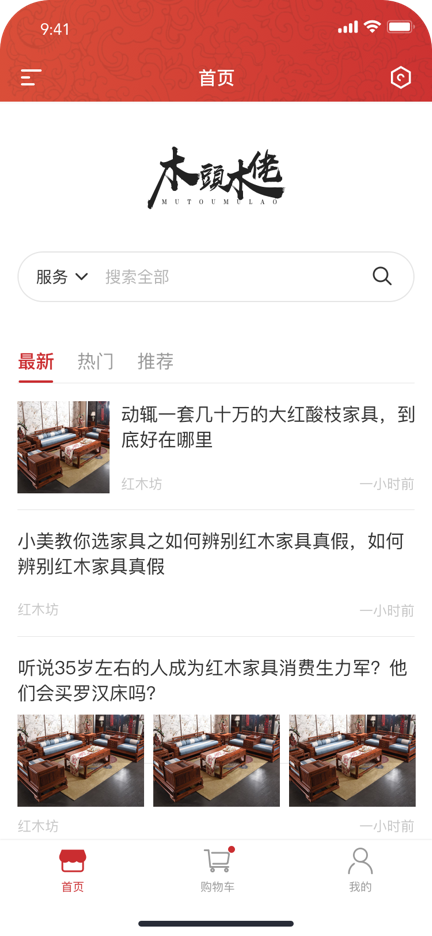 9:41
首页
木頭木佬
MUTOUMULAO
服务 搜索全部
最新 热门 推荐
动辄一套几十万的大红酸枝家具，到
底好在哪里
红木坊 一小时前
小美教你选家具之如何辨别红木家具真假，如何
辨别红木家具真假
红木坊 一小时前
听说35岁左右的人成为红木家具消费生力军？他
们会买罗汉床吗？
红木坊 一小时前
首页 购物车 我的